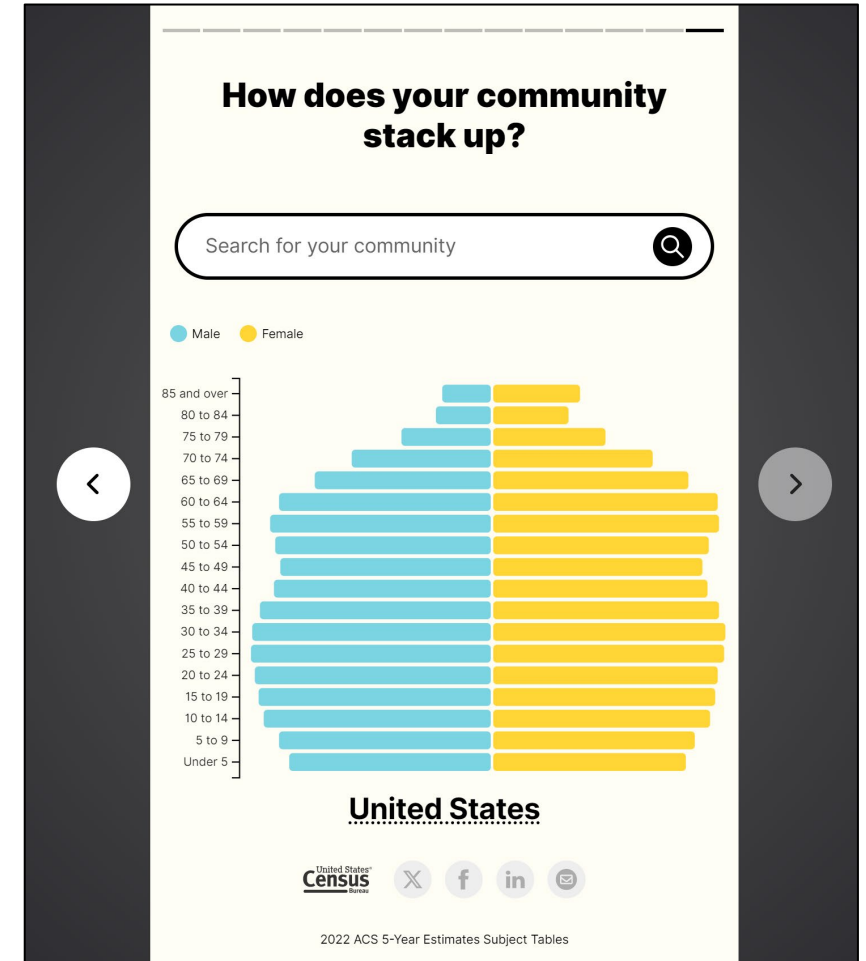 How does your community
stack up?
Search for your community
Male Female
85 and over
80 to 84
75 to 79
70 to 74
65 to 69
60 to 64
55 to 59
50 to 54
45 to 49
40 to 44
35 to 39
30 to 34
25 to 29
20 to 24
15 to 19
10 to 14
5 to 9
Under 5
United States
United States®
Census
Bureau
X f in
2022 ACS 5-Year Estimates Subject Tables